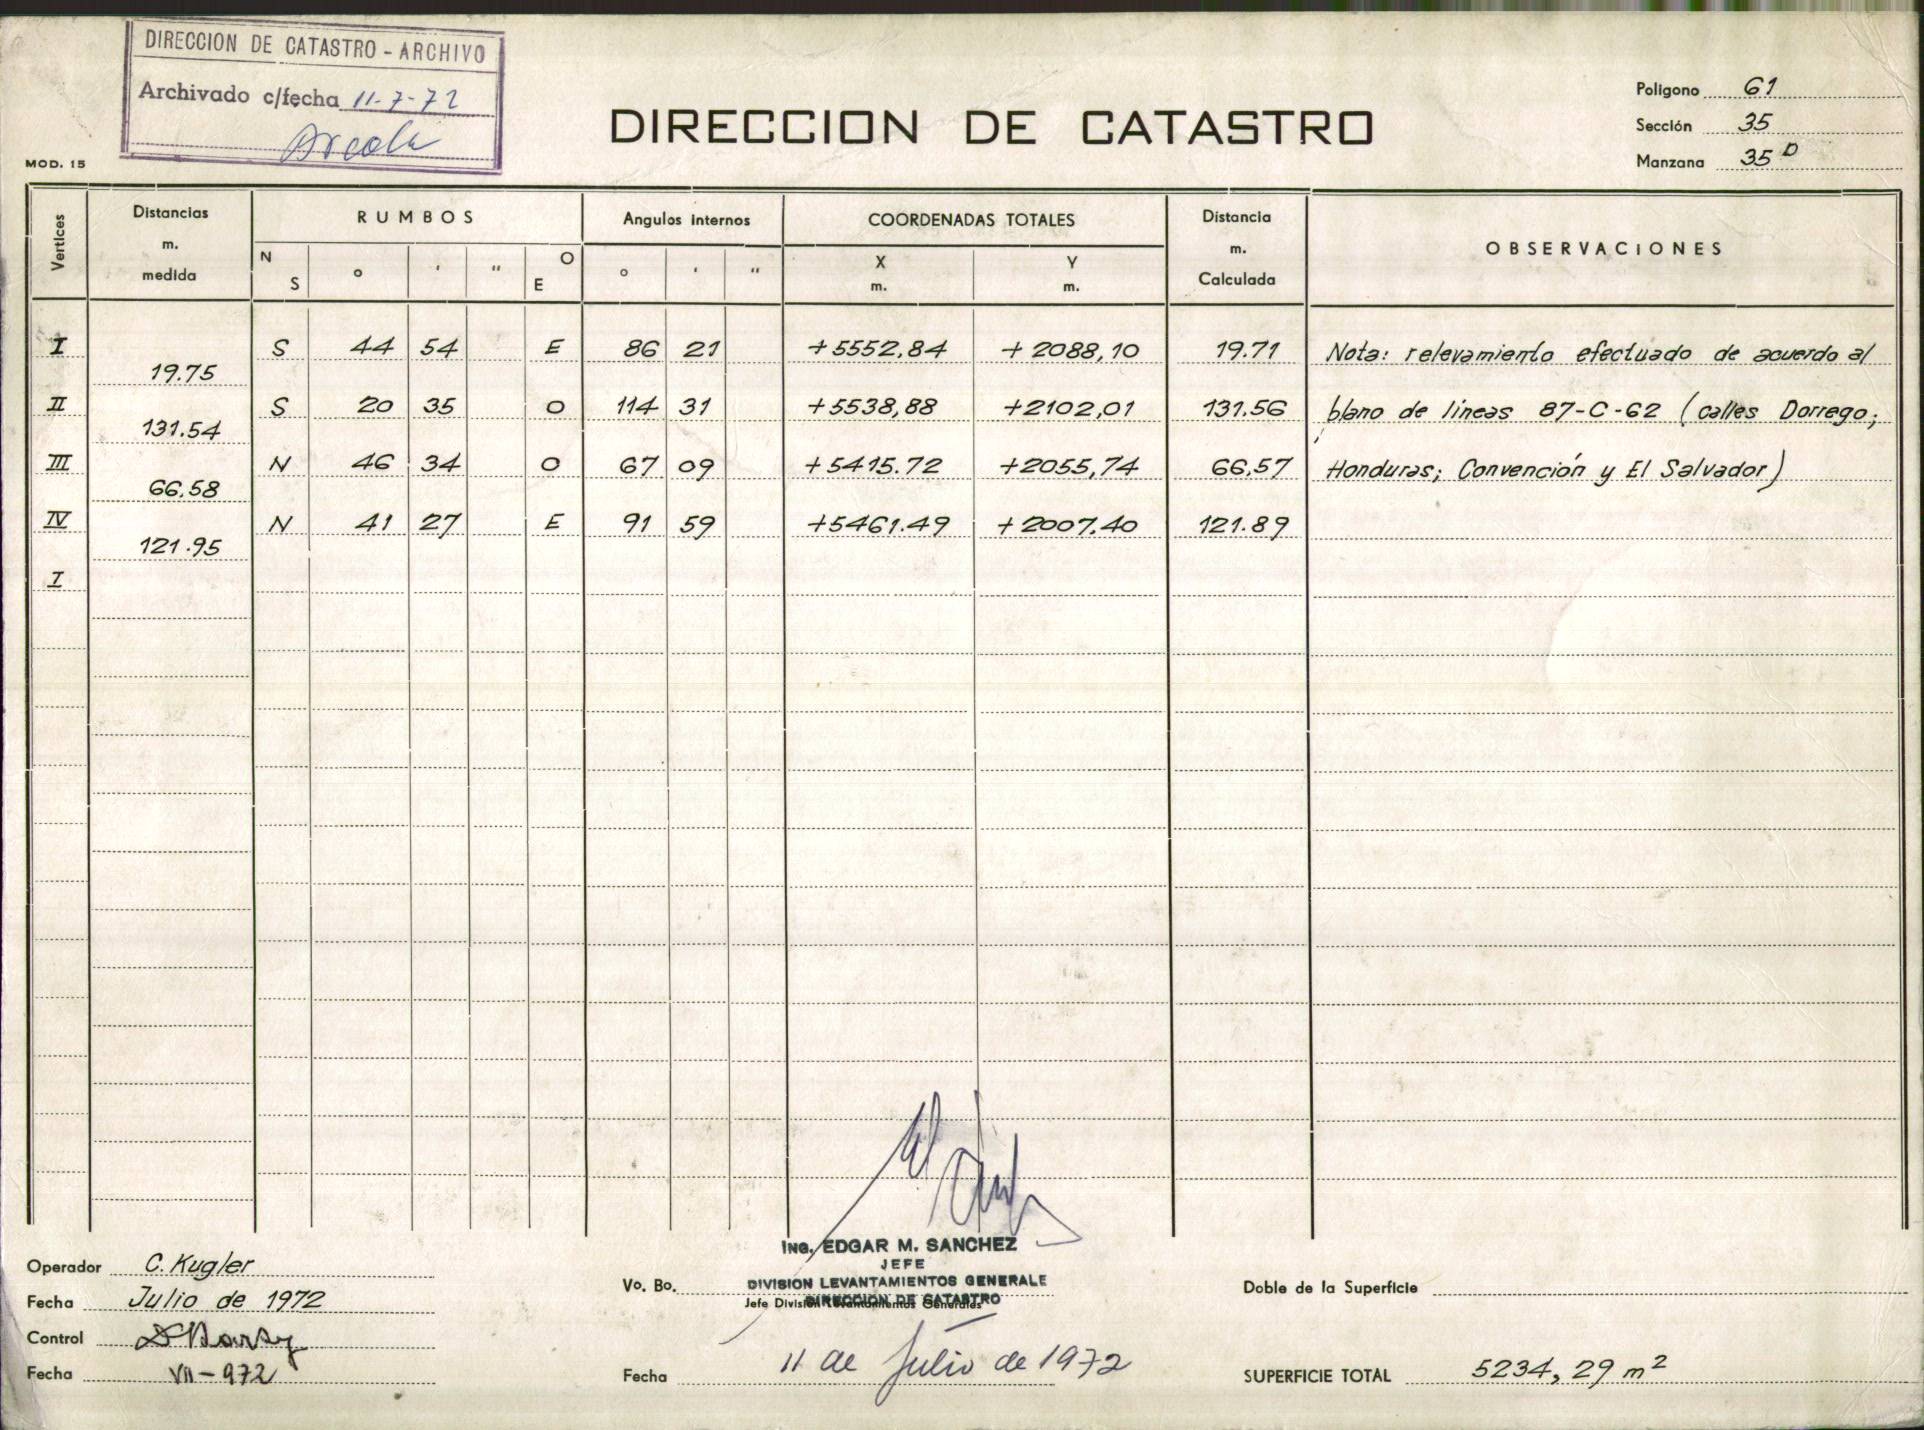 DIRECCION DE CATASTRO - ARCHIVO
Archivado c/fecha 11-7-72
MOD. 15
DIRECCION DE CATASTRO
Poligono 61
Sección 35
Manzana 35 D
Vertices
Distancias
m.
medida
RUMBOS
N
S
° ' "
O
E
Angulos internos
° ' "
COORDENADAS TOTALES
X
m.
Y
m.
Distancia
m.
Calculada
OBSERVACIONES
I S 44 54 E 86 21 +5552,84 +2088,10 19.71 Nota: relevamiento efectuado de acuerdo al
19.75
II S 20 35 O 114 31 +5538,88 +2102,01 131.56 plano de lineas 87-C-62 (calles Dorrego;
131.54
III N 46 34 O 67 09 +5415.72 +2055,74 66,57 Honduras; Convención y El Salvador)
66,58
IV N 41 27 E 91 59 +5461.49 +2007.40 121.89
121.95
I
Operador C. Kugler
Fecha Julio de 1972
Control
Fecha VII-972
Ing. EDGAR M. SANCHEZ
JEFE
DIVISION LEVANTAMIENTOS GENERALE
DIRECCION DE CATASTRO
Vo. Bo.
Jefe División Levantamientos Generales
Fecha 11 de Julio de 1972
Doble de la Superficie
SUPERFICIE TOTAL 5234,29 m²